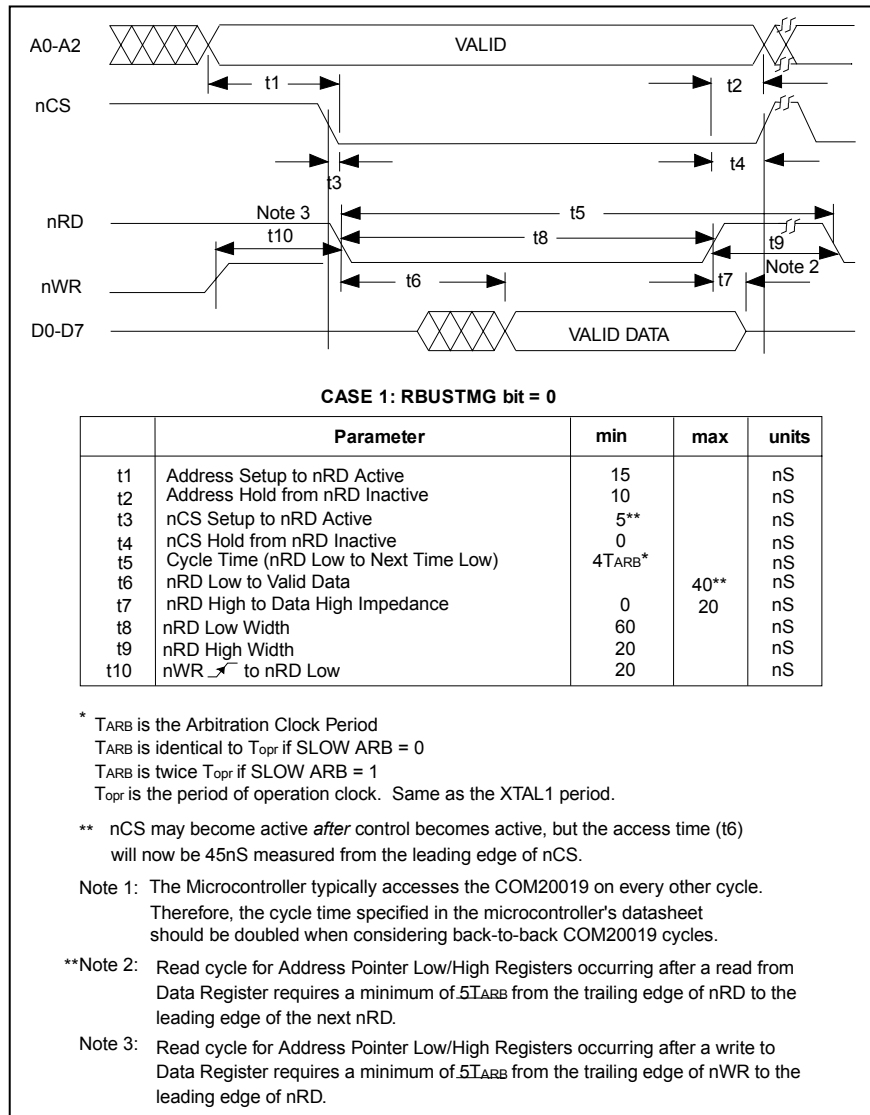 A0-A2
VALID
t1
t2
nCS
t3
t4
nRD
Note 3
t5
t10
t8
t9
nWR
t6
t7
Note 2
D0-D7
VALID DATA
CASE 1: RBUSTMG bit = 0
Parameter min max units
t1 Address Setup to nRD Active 15 nS
t2 Address Hold from nRD Inactive 10 nS
t3 nCS Setup to nRD Active 5** nS
t4 nCS Hold from nRD Inactive 0 nS
t5 Cycle Time (nRD Low to Next Time Low) 4TARB* nS
t6 nRD Low to Valid Data 40** nS
t7 nRD High to Data High Impedance 0 20 nS
t8 nRD Low Width 60 nS
t9 nRD High Width 20 nS
t10 nWR to nRD Low 20 nS
* TARB is the Arbitration Clock Period
TARB is identical to Topr if SLOW ARB = 0
TARB is twice Topr if SLOW ARB = 1
Topr is the period of operation clock. Same as the XTAL1 period.
** nCS may become active after control becomes active, but the access time (t6)
will now be 45nS measured from the leading edge of nCS.
Note 1: The Microcontroller typically accesses the COM20019 on every other cycle.
Therefore, the cycle time specified in the microcontroller's datasheet
should be doubled when considering back-to-back COM20019 cycles.
**Note 2: Read cycle for Address Pointer Low/High Registers occurring after a read from
Data Register requires a minimum of 5TARB from the trailing edge of nRD to the
leading edge of the next nRD.
Note 3: Read cycle for Address Pointer Low/High Registers occurring after a write to
Data Register requires a minimum of 5TARB from the trailing edge of nWR to the
leading edge of nRD.